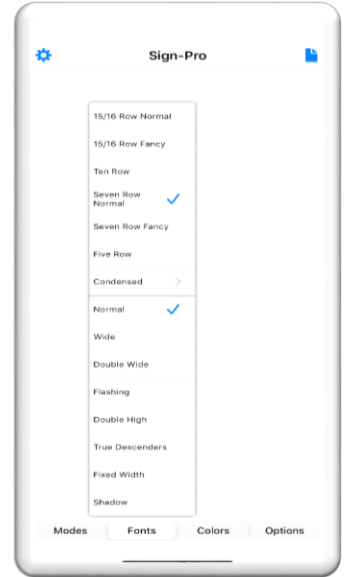 Sign-Pro
15/16 Row Normal
15/16 Row Fancy
Ten Row
Seven Row
Normal
Seven Row Fancy
Five Row
Condensed
Normal
Wide
Double Wide
Flashing
Double High
True Descenders
Fixed Width
Shadow
Modes Fonts Colors Options